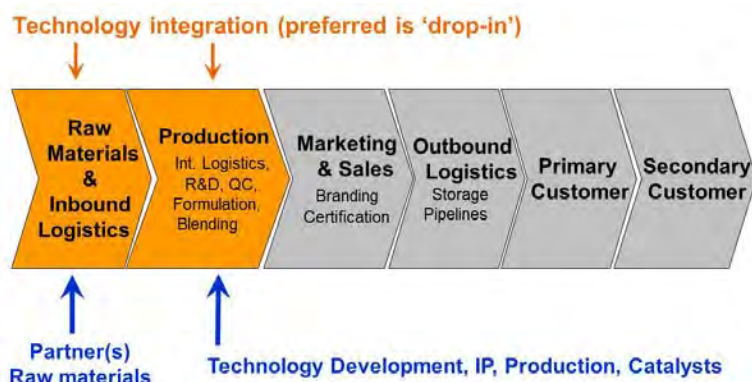 Technology integration (preferred is ‘drop-in’)
Raw
Materials
&
Inbound
Logistics
Production
Int. Logistics,
R&D, QC,
Formulation,
Blending
Marketing
& Sales
Branding
Certification
Outbound
Logistics
Storage
Pipelines
Primary
Customer
Secondary
Customer
Partner(s)
Raw materials
Technology Development, IP, Production, Catalysts